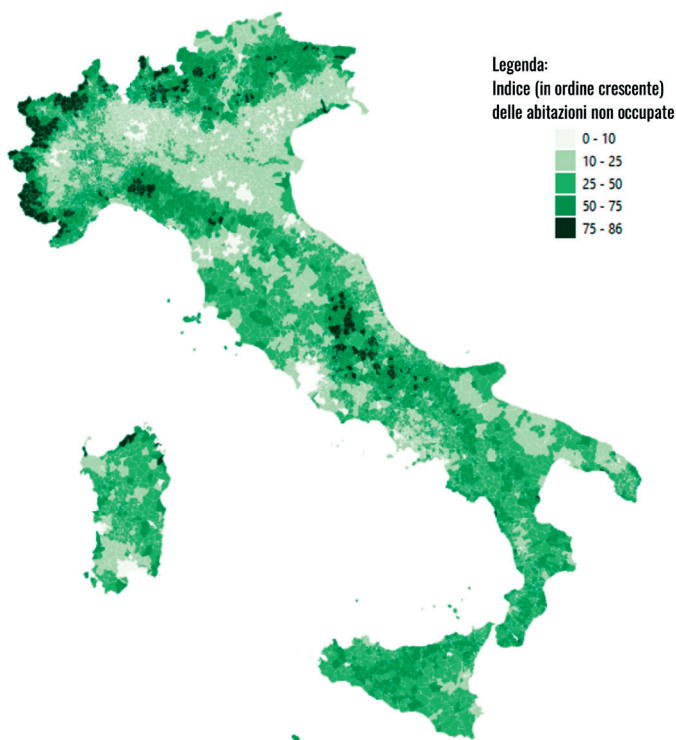 Legenda:
Indice (in ordine crescente)
delle abitazioni non occupate
0 - 10
10 - 25
25 - 50
50 - 75
75 - 86